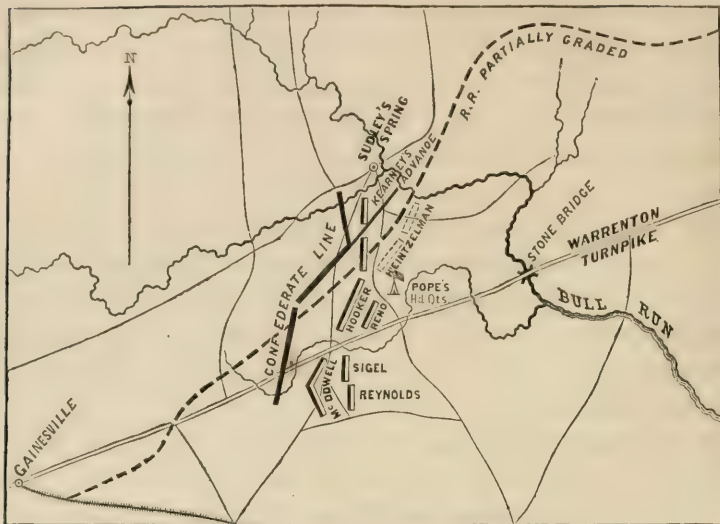 N
R.R. PARTIALLY GRADED
SUDLEY'S
SPRING
KEARNEY'S
ADVANCE
HEINTZELMAN
STONE BRIDGE
WARRENTON
TURNPIKE
CONFEDERATE LINE
POPE'S
Hd. Qts.
HOOKER
RENO
BULL RUN
McDOWELL
SIGEL
REYNOLDS
GAINESVILLE